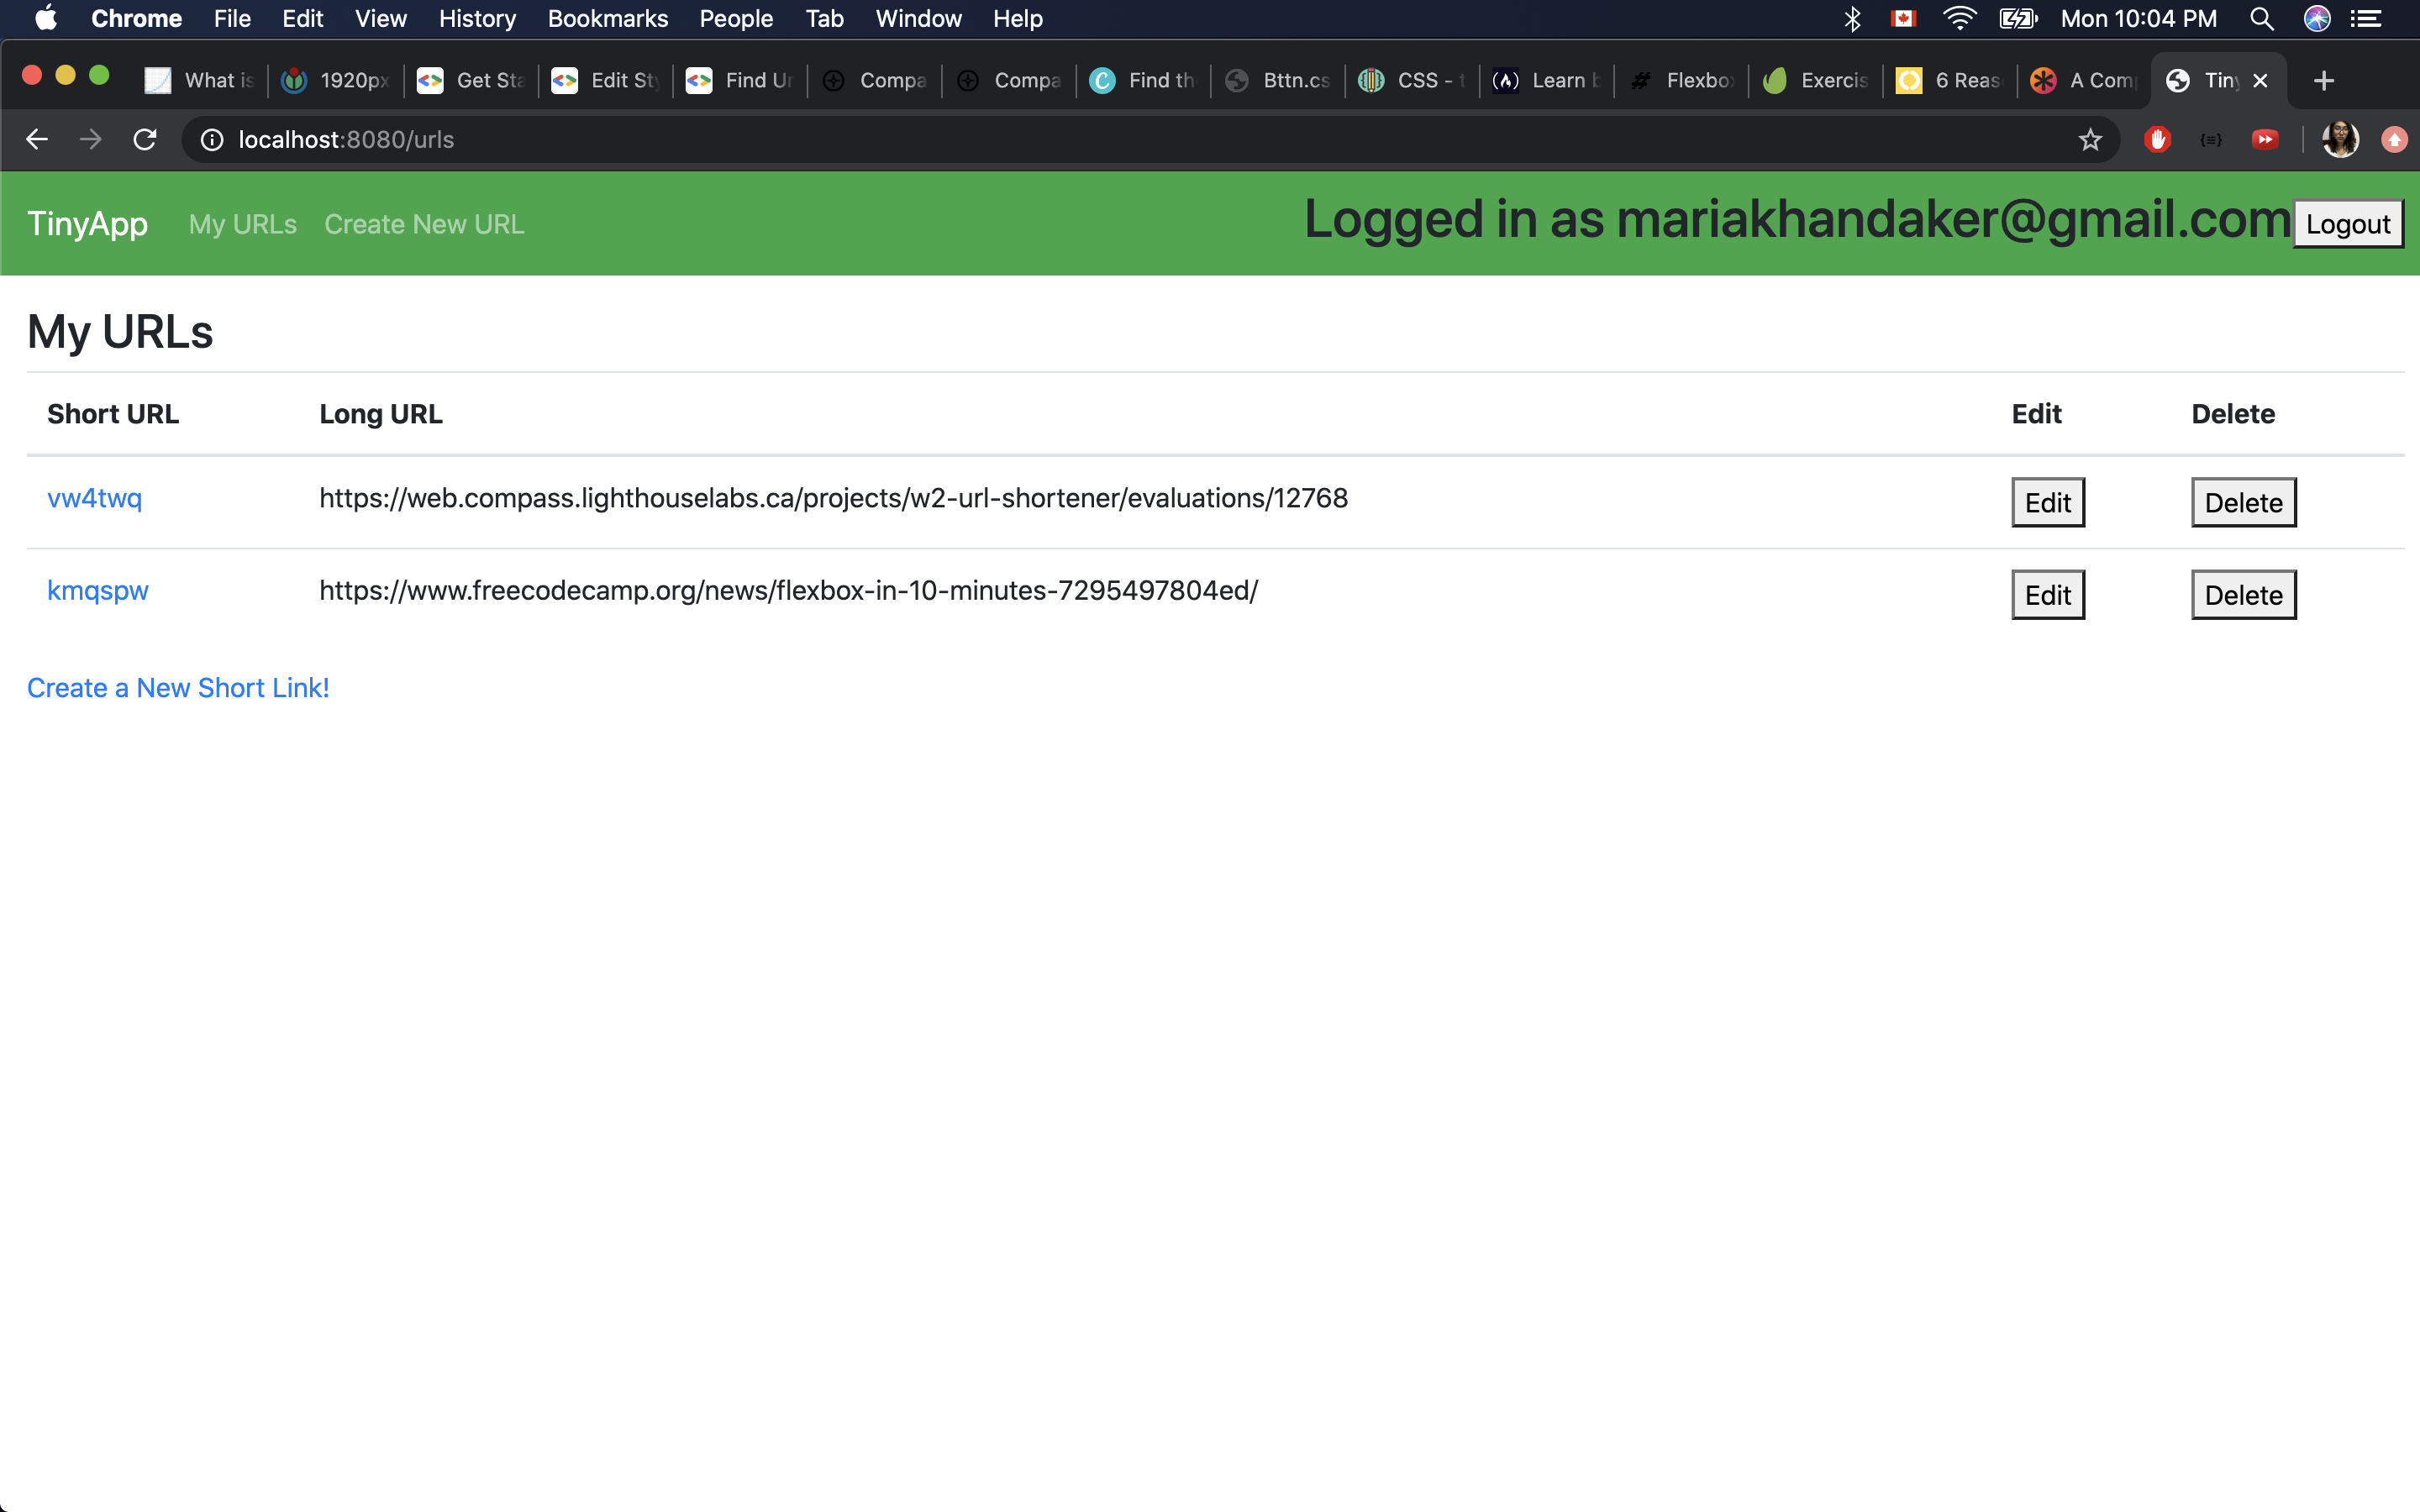 Chrome File Edit View History Bookmarks People Tab Window Help Mon 10:04 PM
What is 1920px Get Sta Edit Sty Find Ur Compa Compa Find th Bttn.cs CSS - t Learn b Flexbo Exercis 6 Reas A Comp Tiny
localhost:8080/urls
TinyApp My URLs Create New URL Logged in as mariakhandaker@gmail.com Logout
My URLs
Short URL Long URL Edit Delete
vw4twq https://web.compass.lighthouselabs.ca/projects/w2-url-shortener/evaluations/12768 Edit Delete
kmqspw https://www.freecodecamp.org/news/flexbox-in-10-minutes-7295497804ed/ Edit Delete
Create a New Short Link!